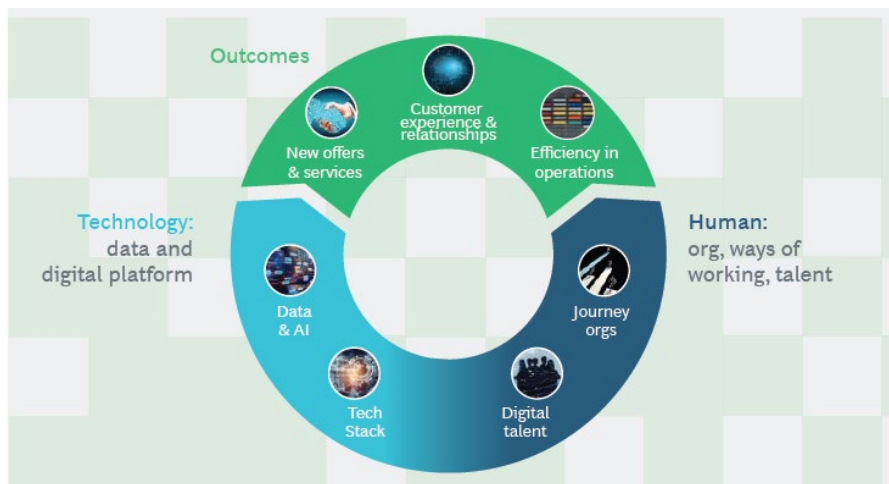 Outcomes
Customer
experience &
relationships
New offers
& services
Efficiency in
operations
Technology:
data and
digital platform
Human:
org, ways of
working, talent
Data
& AI
Journey
orgs
Tech
Stack
Digital
talent